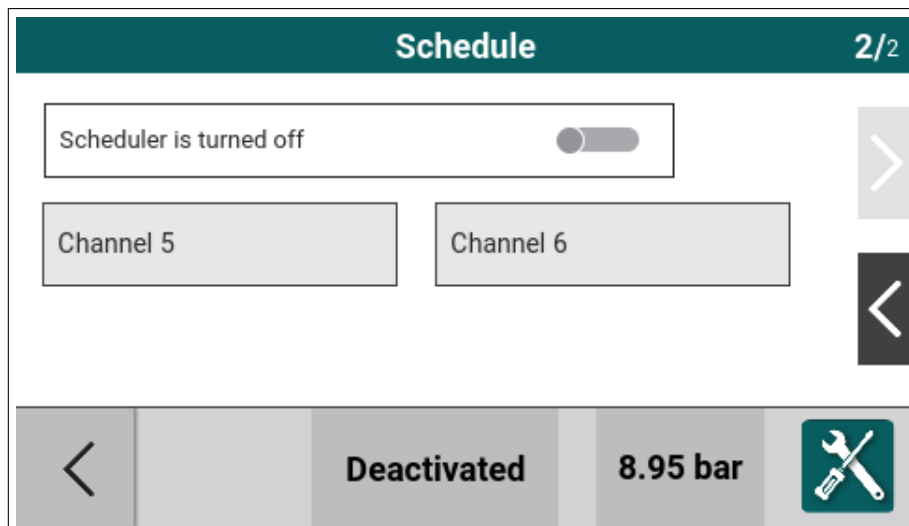 Schedule 2/2
Scheduler is turned off
Channel 5 Channel 6
Deactivated 8.95 bar